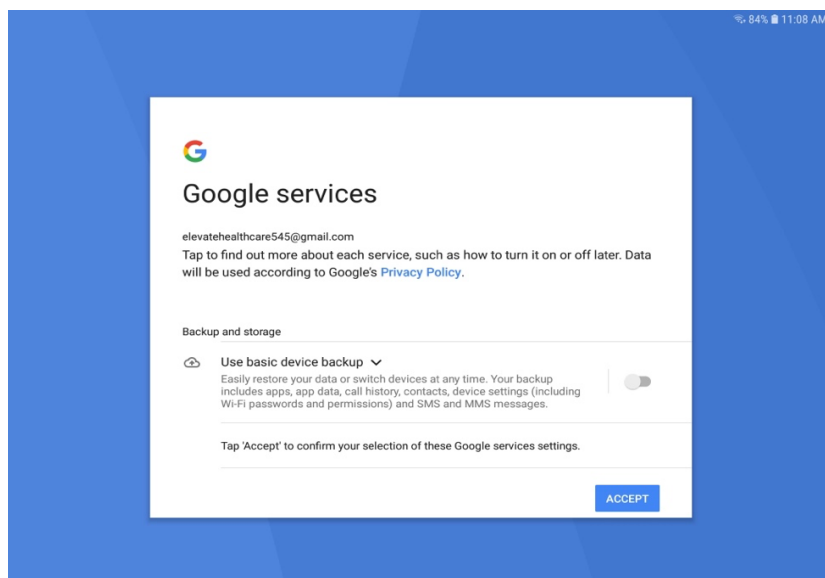 84% 11:08 AM
Google services
elevatehealthcare545@gmail.com
Tap to find out more about each service, such as how to turn it on or off later. Data
will be used according to Google's Privacy Policy.
Backup and storage
Use basic device backup
Easily restore your data or switch devices at any time. Your backup
includes apps, app data, call history, contacts, device settings (including
Wi-Fi passwords and permissions) and SMS and MMS messages.
Tap 'Accept' to confirm your selection of these Google services settings.
ACCEPT